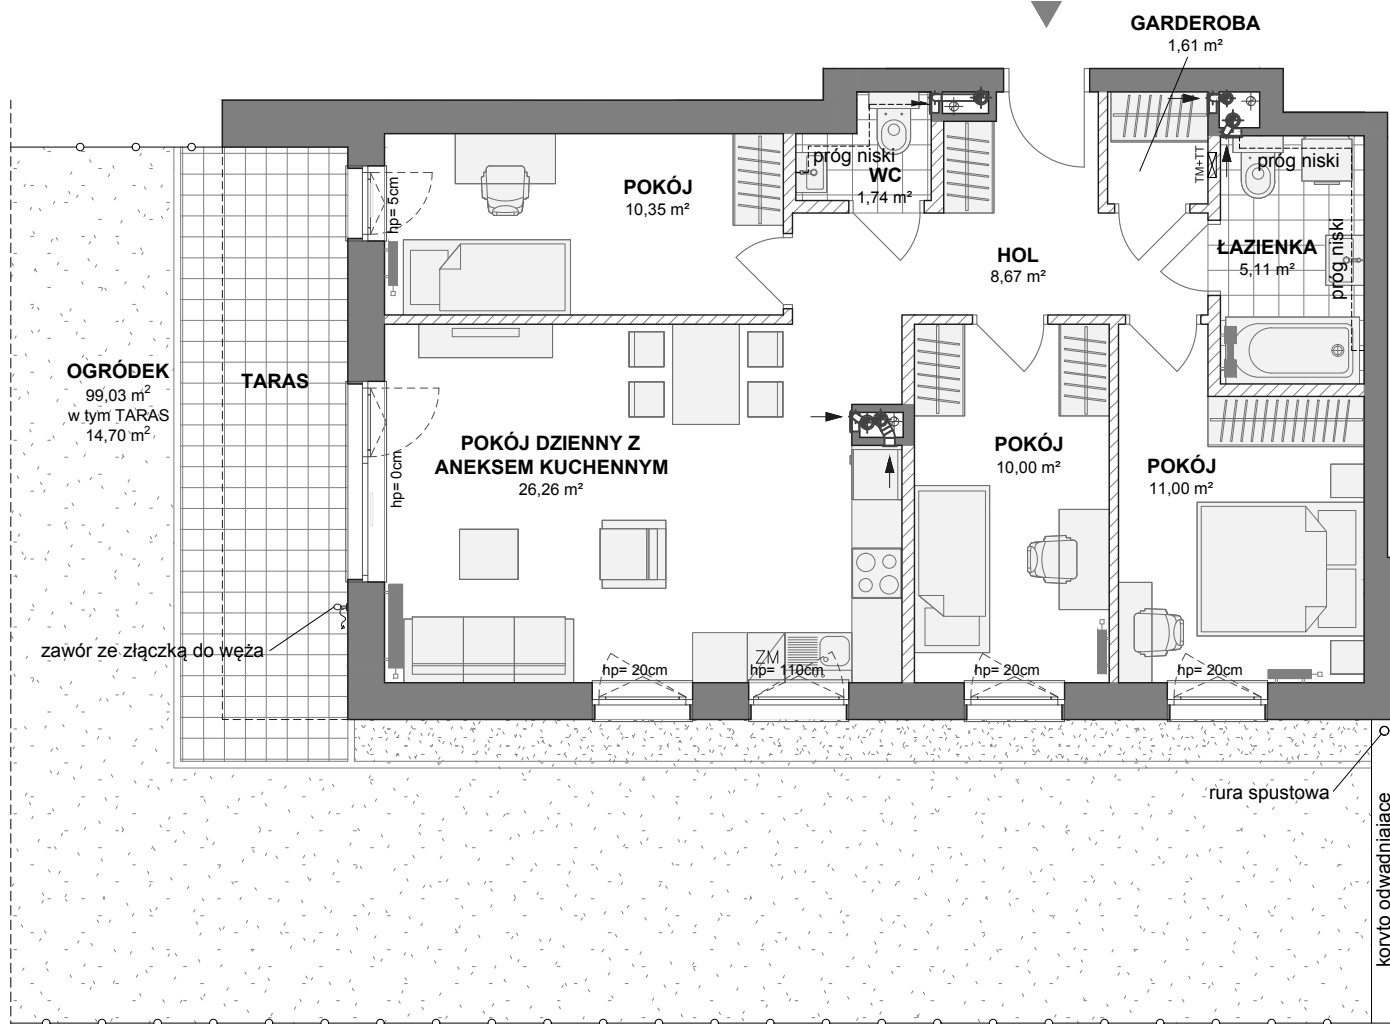 GARDEROBA
1,61 m²
POKÓJ
10,35 m²
próg niski
WC
1,74 m²
TM+TT
próg niski
hp= 5cm
HOL
8,67 m²
ŁAZIENKA
5,11 m²
próg niski
OGRÓDEK
99,03 m²
w tym TARAS
14,70 m²
TARAS
POKÓJ DZIENNY Z
ANEKSEM KUCHENNYM
26,26 m²
hp= 0cm
POKÓJ
10,00 m²
POKÓJ
11,00 m²
zawór ze złączką do węża
ZM
hp= 20cm
hp= 110cm
hp= 20cm
hp= 20cm
rura spustowa
koryto odwadniające